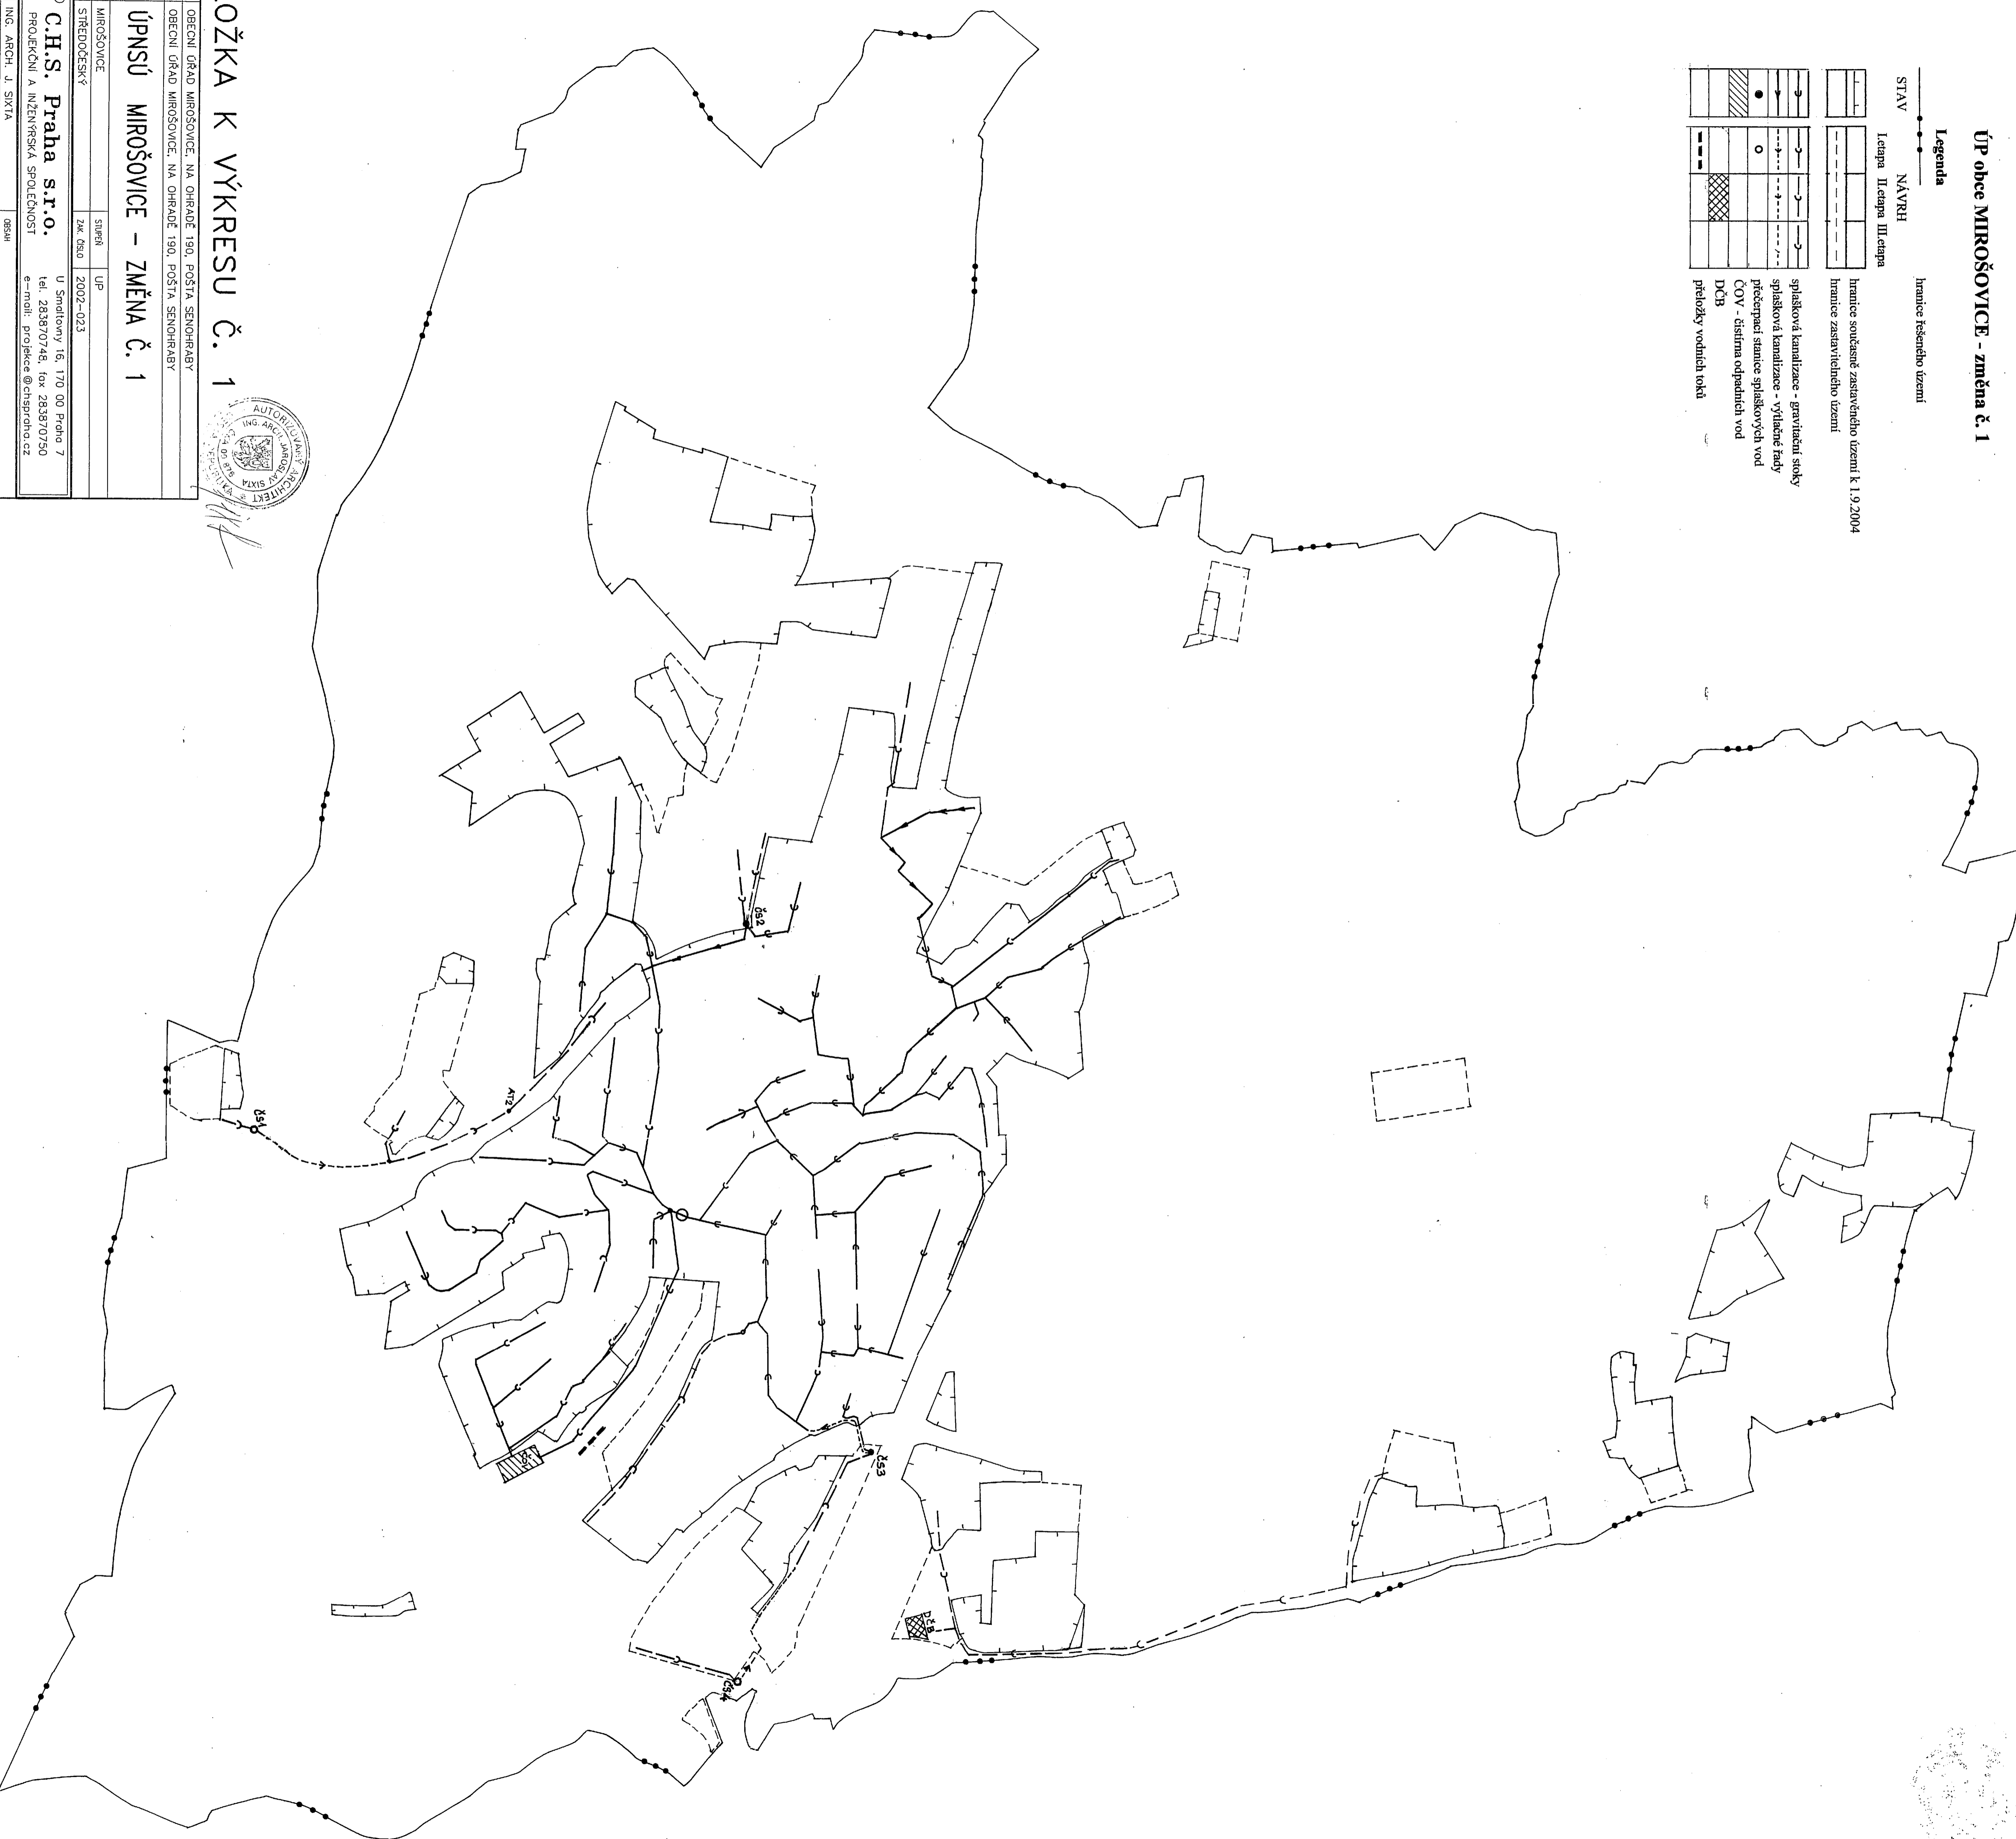 ÚP obce MIROŠOVICE - změna č. 1
Legenda
hranice řešeného území
STAV
NÁVRH
I.etapa II.etapa III.etapa
hranice současně zastavěného území k 1.9.2004
hranice zastavitelného území
splašková kanalizace - gravitační stoky
splašková kanalizace - výtlačné řady
přečerpací stanice splaškových vod
ČOV - čistírna odpadních vod
DČB
přeložky vodních toků
OŽKA K VÝKRESU Č. 1
OBECNÍ ÚŘAD MIROŠOVICE, NA OHRADĚ 190, POŠTA SENOHRABY
OBECNÍ ÚŘAD MIROŠOVICE, NA OHRADĚ 190, POŠTA SENOHRABY
ÚPNSÚ MIROŠOVICE - ZMĚNA Č. 1
MIROŠOVICE
STUPEŇ
UP
STŘEDOČESKÝ
ZAK. ČÍSLO
2002-023
C.H.S. Praha s.r.o.
PROJEKČNÍ A INŽENÝRSKÁ SPOLEČNOST
U Smaltovny 16, 170 00 Praha 7
tel. 283870748, fax 283870750
e-mail: projekce@chspraha.cz
ING. ARCH. J. SIXTA
OBSAH
AUTORIZOVANÝ ARCHITEKT
ING. ARCH. JAROSLAV SIXTA
00 876
ČS2
AT2
ČS1
ČS3
DČB
ČS4